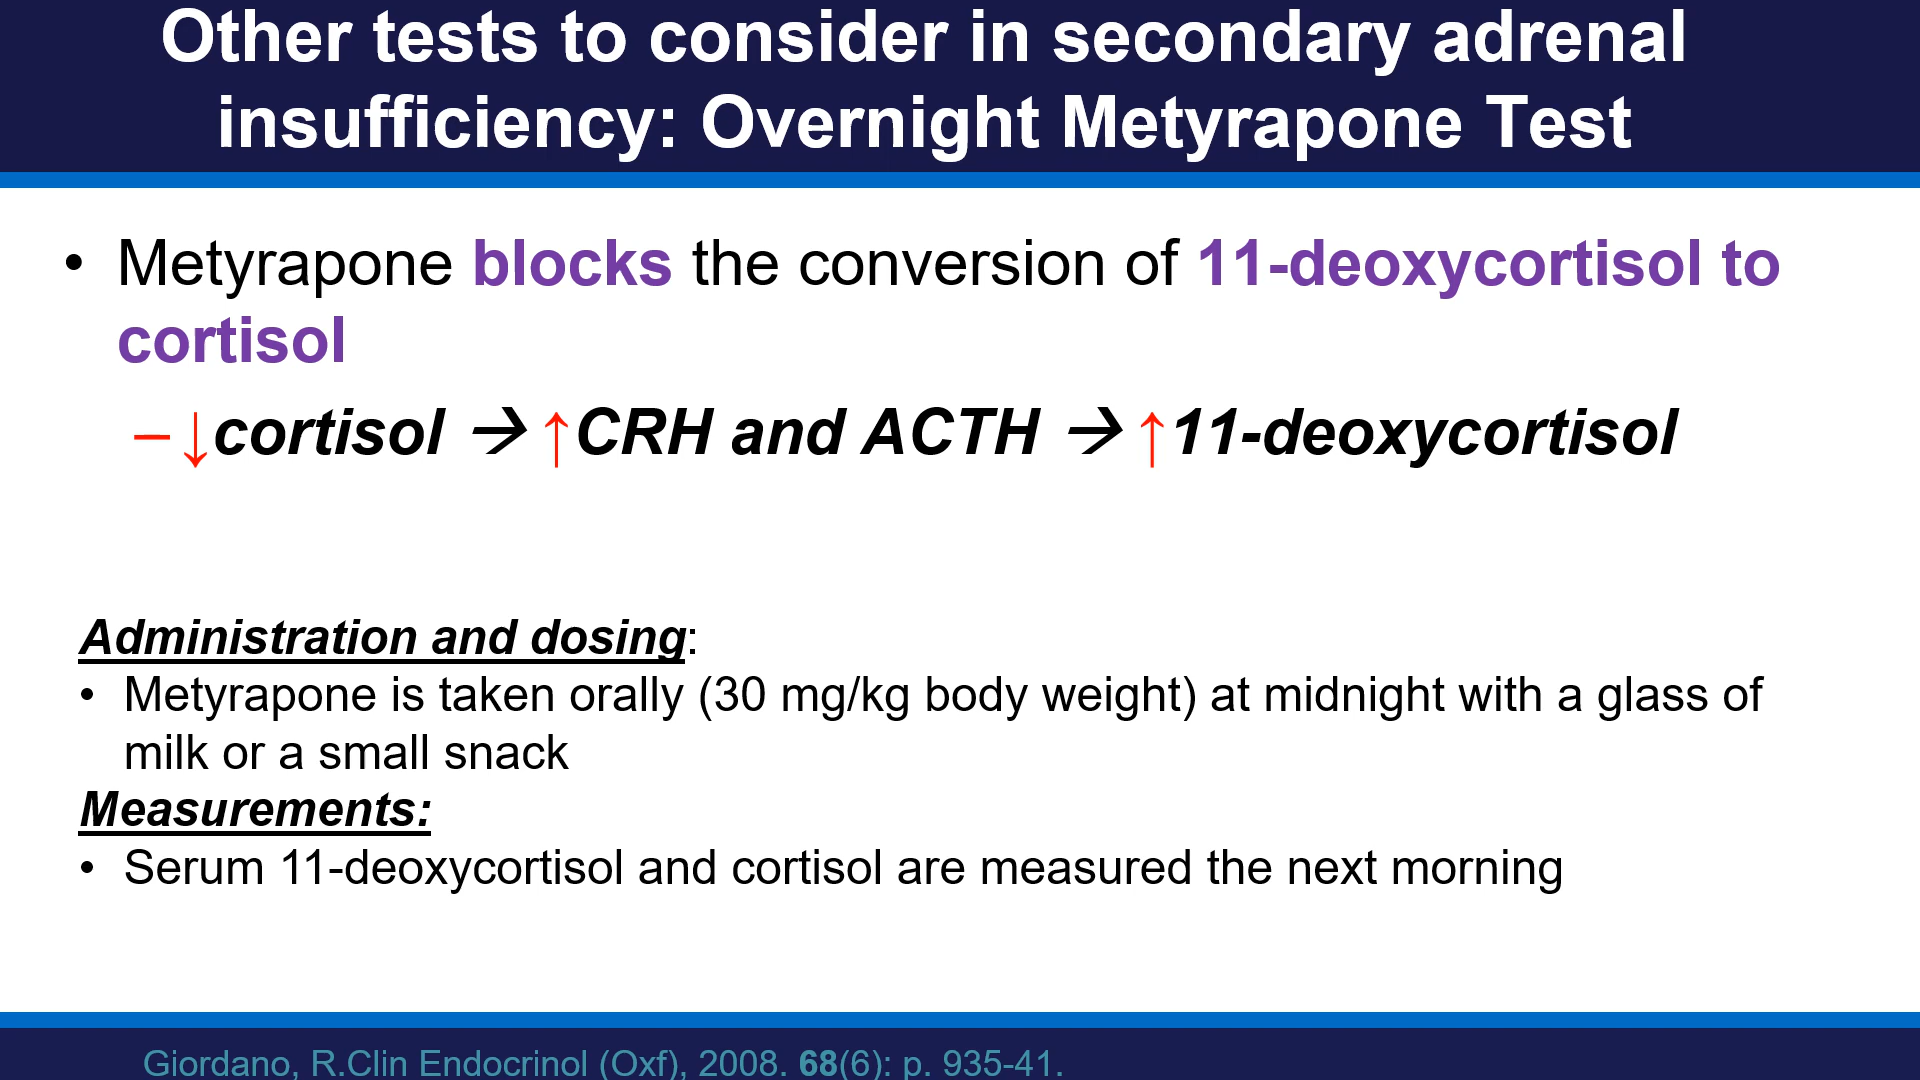 Other tests to consider in secondary adrenal
insufficiency: Overnight Metyrapone Test
• Metyrapone blocks the conversion of 11-deoxycortisol to
cortisol
–↓cortisol → ↑CRH and ACTH → ↑11-deoxycortisol
Administration and dosing:
• Metyrapone is taken orally (30 mg/kg body weight) at midnight with a glass of
milk or a small snack
Measurements:
• Serum 11-deoxycortisol and cortisol are measured the next morning
Giordano, R.Clin Endocrinol (Oxf), 2008. 68(6): p. 935-41.